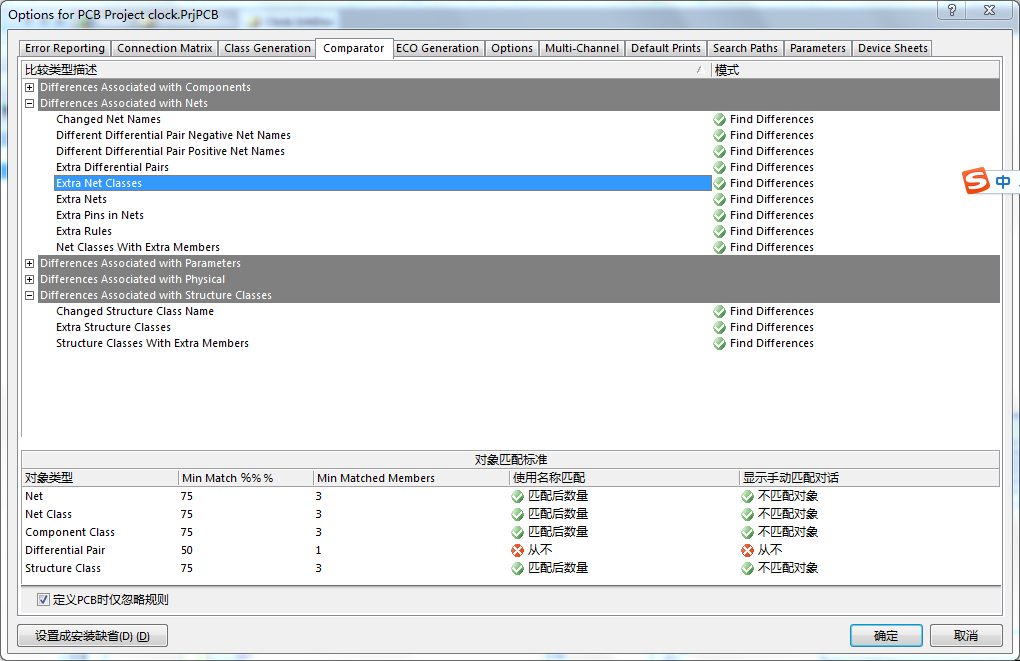 Options for PCB Project clock.PrjPCB
Error Reporting Connection Matrix Class Generation Comparator ECO Generation Options Multi-Channel Default Prints Search Paths Parameters Device Sheets
比较类型描述 / 模式
Differences Associated with Components
Differences Associated with Nets
Changed Net Names Find Differences
Different Differential Pair Negative Net Names Find Differences
Different Differential Pair Positive Net Names Find Differences
Extra Differential Pairs Find Differences
Extra Net Classes Find Differences
中
Extra Nets Find Differences
Extra Pins in Nets Find Differences
Extra Rules Find Differences
Net Classes With Extra Members Find Differences
Differences Associated with Parameters
Differences Associated with Physical
Differences Associated with Structure Classes
Changed Structure Class Name Find Differences
Extra Structure Classes Find Differences
Structure Classes With Extra Members Find Differences
对象匹配标准
对象类型 Min Match %%% Min Matched Members 使用名称匹配 显示手动匹配对话
Net 75 3 匹配后数量 不匹配对象
Net Class 75 3 匹配后数量 不匹配对象
Component Class 75 3 匹配后数量 不匹配对象
Differential Pair 50 1 从不 从不
Structure Class 75 3 匹配后数量 不匹配对象
定义PCB时仅忽略规则
设置成安装缺省(D) (D) 确定 取消